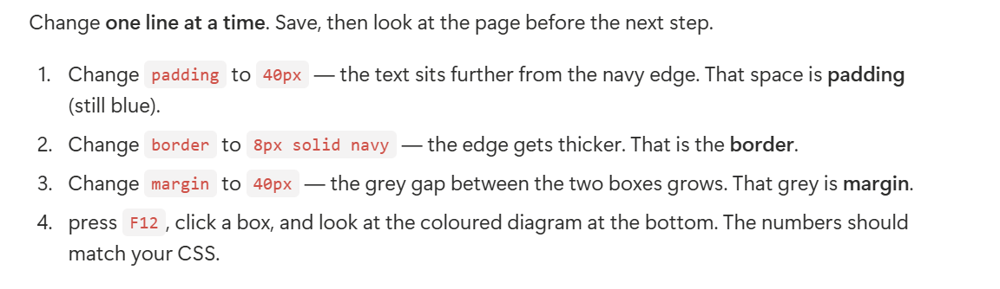 Change one line at a time. Save, then look at the page before the next step.
1. Change padding to 40px — the text sits further from the navy edge. That space is padding
(still blue).
2. Change border to 8px solid navy — the edge gets thicker. That is the border.
3. Change margin to 40px — the grey gap between the two boxes grows. That grey is margin.
4. press F12, click a box, and look at the coloured diagram at the bottom. The numbers should
match your CSS.